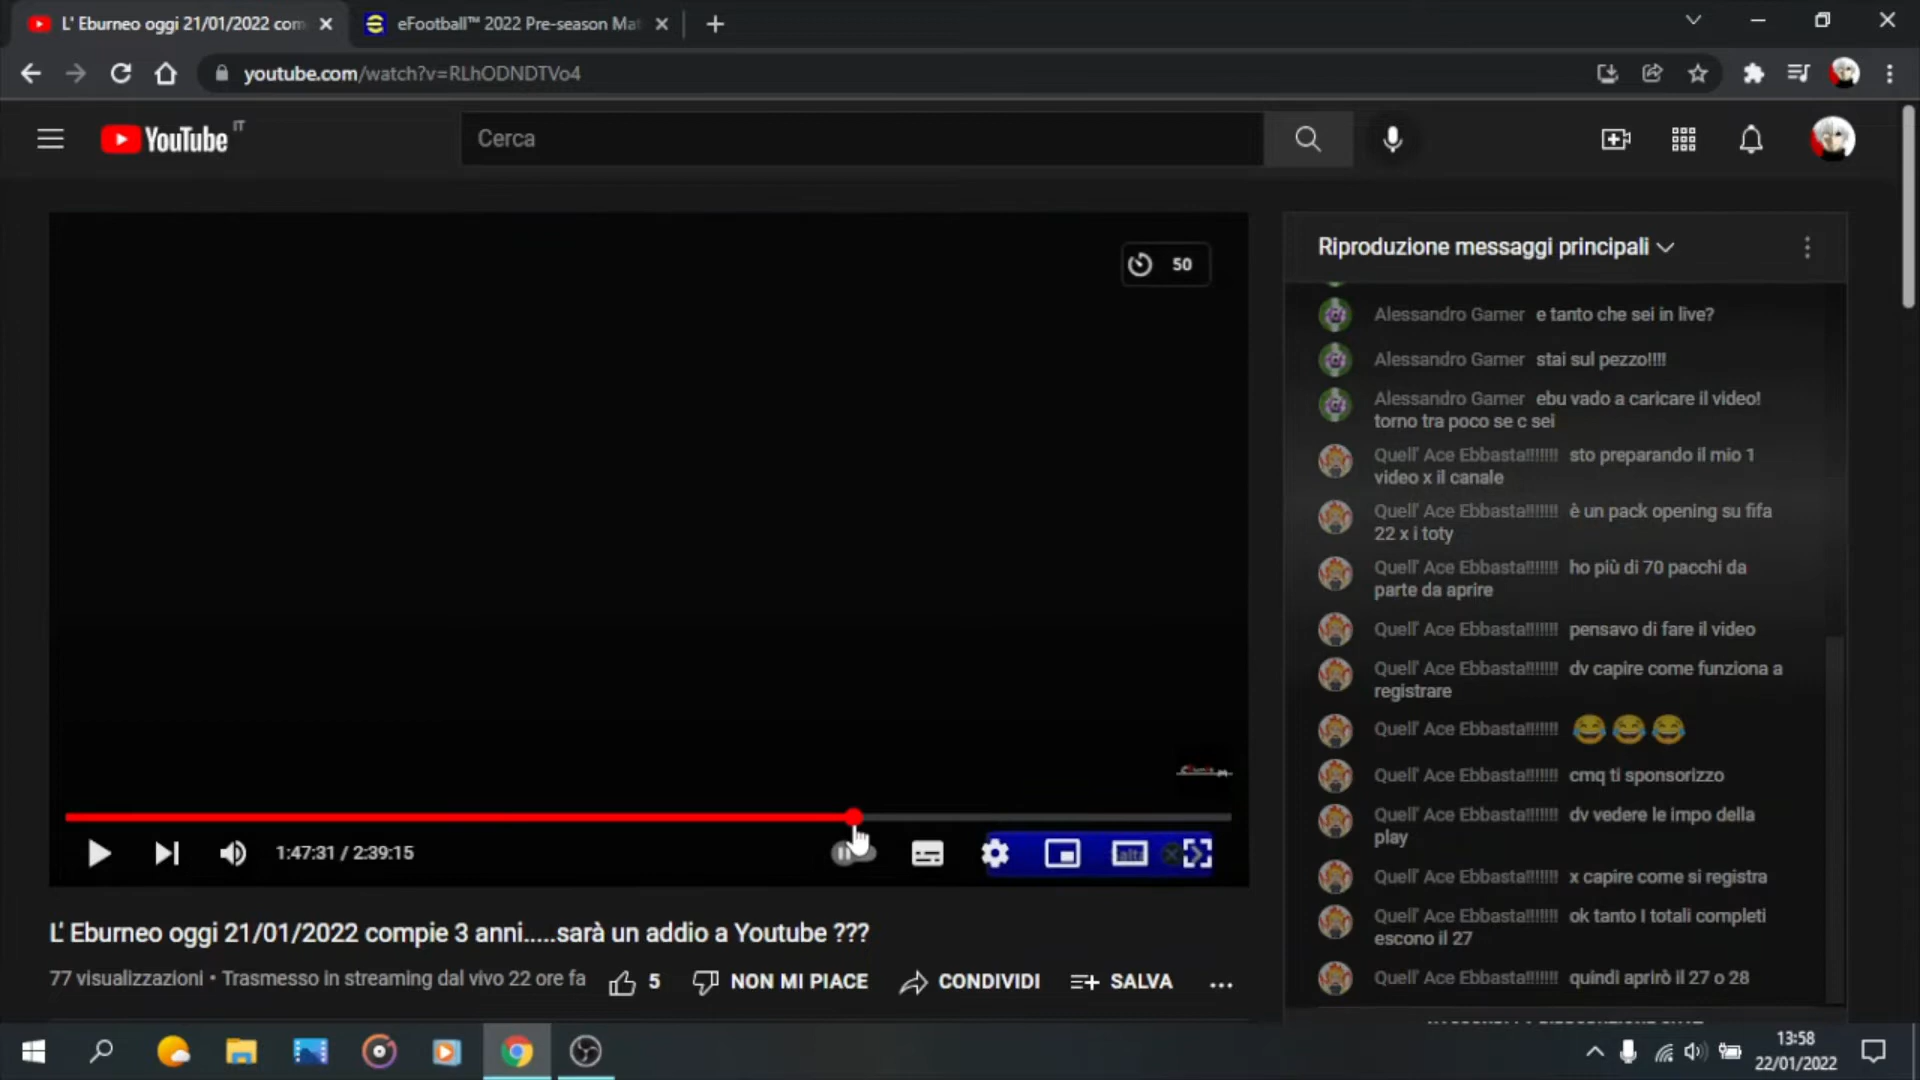 L' Eburneo oggi 21/01/2022 com
eFootball™ 2022 Pre-season Mat
youtube.com/watch?v=RLhODNDTVo4
YouTube IT
Cerca
50
Riproduzione messaggi principali
Alessandro Gamer e tanto che sei in live?
Alessandro Gamer stai sul pezzo!!!!
Alessandro Gamer ebu vado a caricare il video!
torno tra poco se c sei
Quell' Ace Ebbasta!!!!!!! sto preparando il mio 1
video x il canale
Quell' Ace Ebbasta!!!!!!! è un pack opening su fifa
22 x i toty
Quell' Ace Ebbasta!!!!!!! ho più di 70 pacchi da
parte da aprire
Quell' Ace Ebbasta!!!!!!! pensavo di fare il video
Quell' Ace Ebbasta!!!!!!! dv capire come funziona a
registrare
Quell' Ace Ebbasta!!!!!!! 😂😂😂
Quell' Ace Ebbasta!!!!!!! cmq ti sponsorizzo
Quell' Ace Ebbasta!!!!!!! dv vedere le impo della
play
Quell' Ace Ebbasta!!!!!!! x capire come si registra
Quell' Ace Ebbasta!!!!!!! ok tanto I totali completi
escono il 27
Quell' Ace Ebbasta!!!!!!! quindi aprirò il 27 o 28
1:47:31 / 2:39:15
L' Eburneo oggi 21/01/2022 compie 3 anni.....sarà un addio a Youtube ???
77 visualizzazioni • Trasmesso in streaming dal vivo 22 ore fa
5
NON MI PIACE
CONDIVIDI
SALVA
13:58
22/01/2022